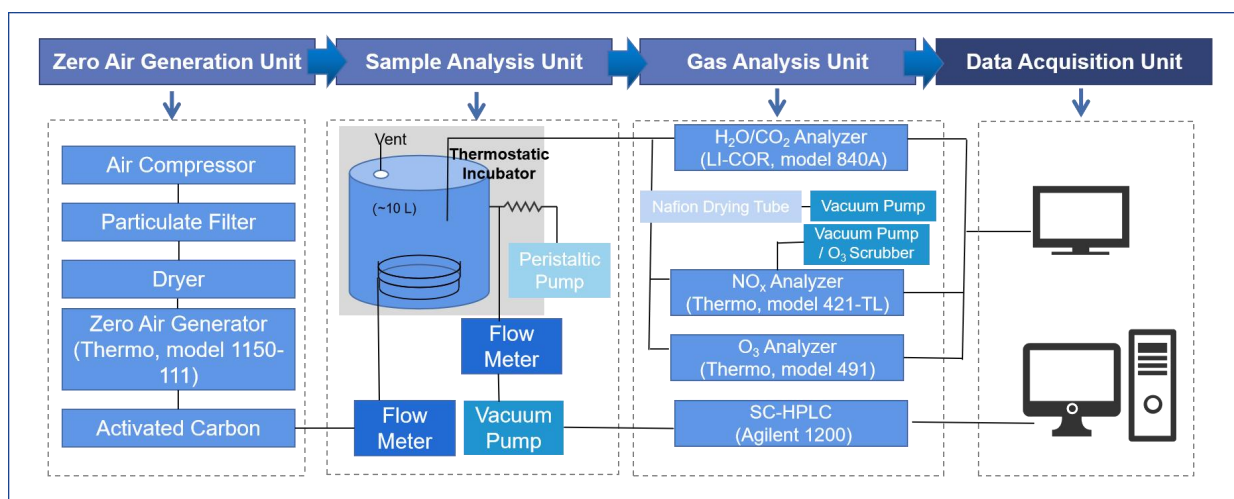 Zero Air Generation Unit
Sample Analysis Unit
Gas Analysis Unit
Data Acquisition Unit
Air Compressor
Particulate Filter
Dryer
Zero Air Generator
(Thermo, model 1150-
111)
Activated Carbon
Vent
Thermostatic
Incubator
(~10 L)
Peristaltic
Pump
Flow
Meter
Flow
Meter
Vacuum
Pump
H₂O/CO₂ Analyzer
(LI-COR, model 840A)
Nafion Drying Tube
Vacuum Pump
Vacuum Pump
/ O₃ Scrubber
NOₓ Analyzer
(Thermo, model 421-TL)
O₃ Analyzer
(Thermo, model 491)
SC-HPLC
(Agilent 1200)